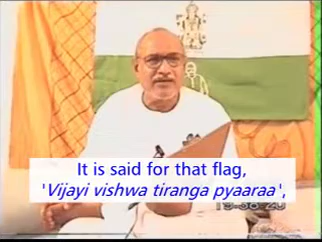 It is said for that flag,
'Vijayi vishwa tiranga pyaaraa',